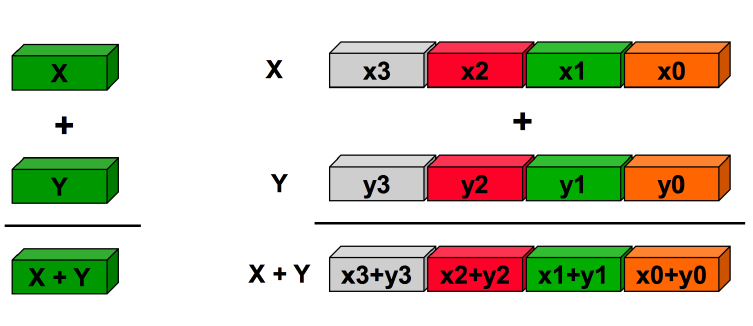 X X x3 x2 x1 x0
+ +
Y Y y3 y2 y1 y0
X + Y X + Y x3+y3 x2+y2 x1+y1 x0+y0